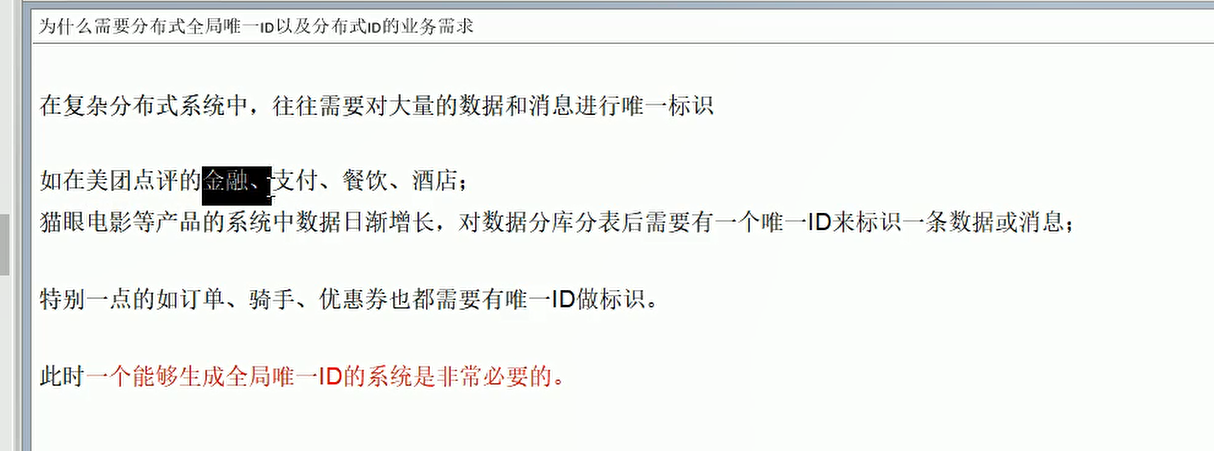 为什么需要分布式全局唯一ID以及分布式ID的业务需求
在复杂分布式系统中，往往需要对大量的数据和消息进行唯一标识
如在美团点评的金融、支付、餐饮、酒店；
猫眼电影等产品的系统中数据日渐增长，对数据分库分表后需要有一个唯一ID来标识一条数据或消息；
特别一点的如订单、骑手、优惠券也都需要有唯一ID做标识。
此时一个能够生成全局唯一ID的系统是非常必要的。